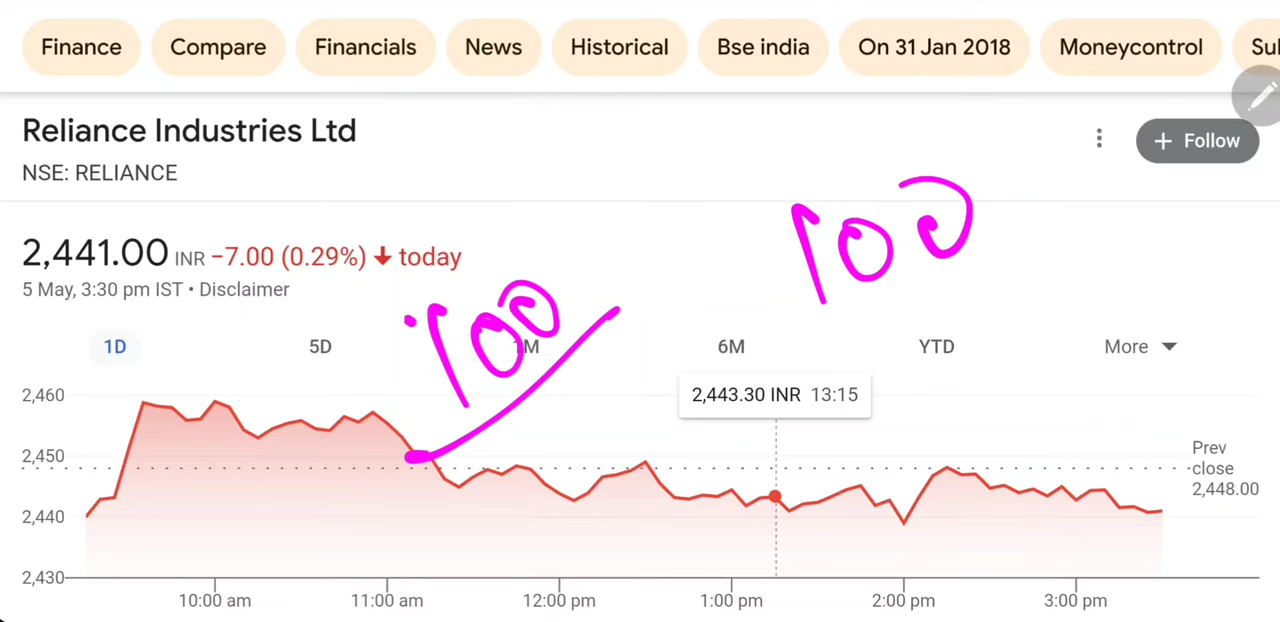 Finance Compare Financials News Historical Bse india On 31 Jan 2018 Moneycontrol
Reliance Industries Ltd
+ Follow
NSE: RELIANCE
100
2,441.00 INR −7.00 (0.29%) ↓ today
5 May, 3:30 pm IST • Disclaimer
100
1D 5D 1M 6M YTD More
2,443.30 INR 13:15
2,460
2,450
2,440
2,430
Prev
close
2,448.00
10:00 am 11:00 am 12:00 pm 1:00 pm 2:00 pm 3:00 pm